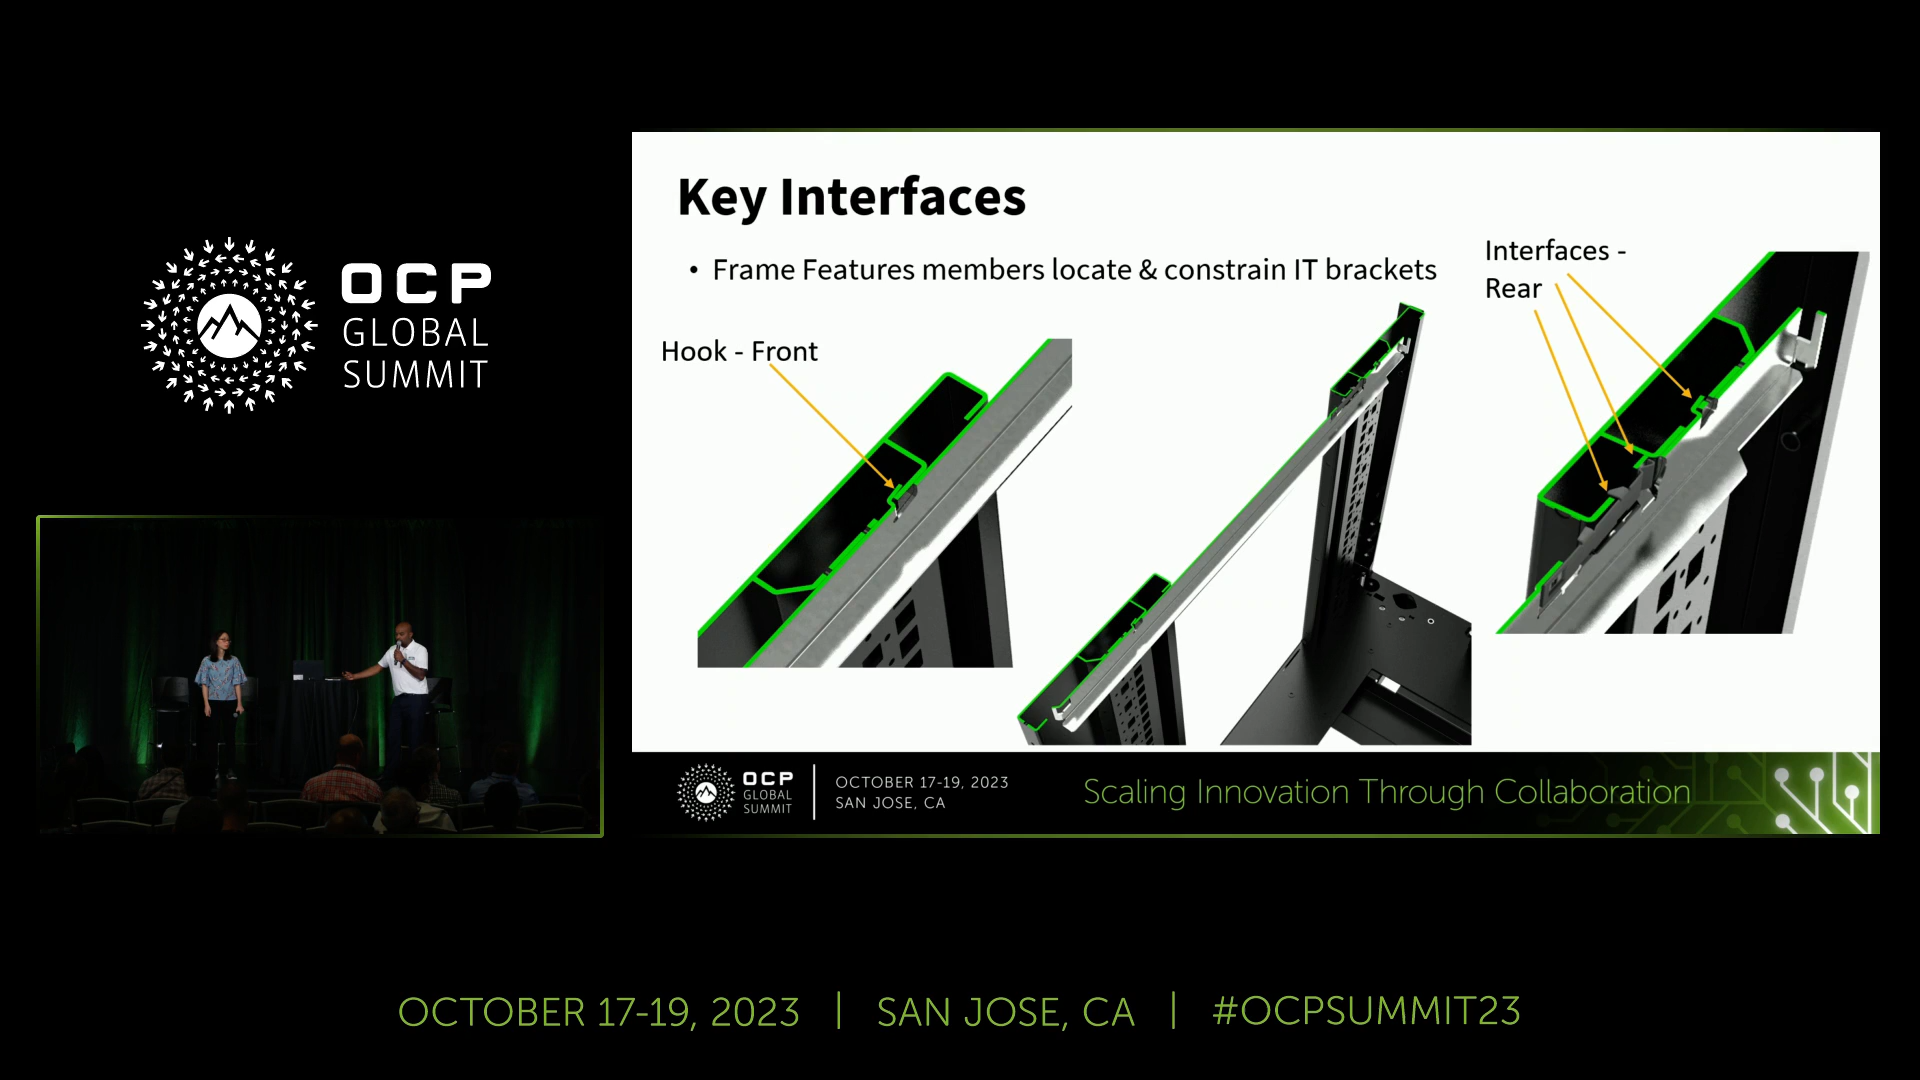 OCP
GLOBAL
SUMMIT
Key Interfaces
• Frame Features members locate & constrain IT brackets
Interfaces -
Rear
Hook - Front
OCP
GLOBAL
SUMMIT
OCTOBER 17-19, 2023
SAN JOSE, CA
Scaling Innovation Through Collaboration
OCTOBER 17-19, 2023 | SAN JOSE, CA | #OCPSUMMIT23